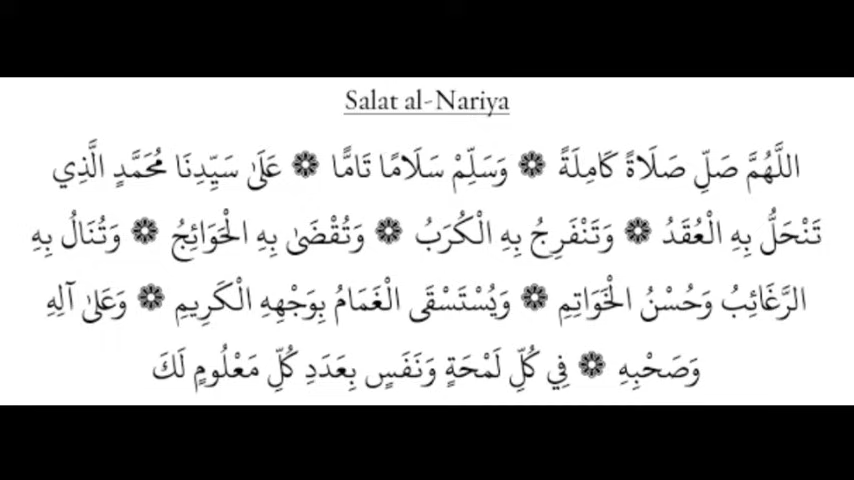 Salat al-Nariya
اللَّهُمَّ صَلِّ صَلَاةً كَامِلَةً ❁ وَسَلِّمْ سَلَامًا تَامًّا ❁ عَلَىٰ سَيِّدِنَا مُحَمَّدٍ الَّذِي
تَنْحَلُّ بِهِ الْعُقَدُ ❁ وَتَنْفَرِجُ بِهِ الْكُرَبُ ❁ وَتُقْضَىٰ بِهِ الْحَوَائِجُ ❁ وَتُنَالُ بِهِ
الرَّغَائِبُ وَحُسْنُ الْخَوَاتِمِ ❁ وَيُسْتَسْقَى الْغَمَامُ بِوَجْهِهِ الْكَرِيمِ ❁ وَعَلَىٰ آلِهِ
وَصَحْبِهِ ❁ فِي كُلِّ لَمْحَةٍ وَنَفَسٍ بِعَدَدِ كُلِّ مَعْلُومٍ لَكَ